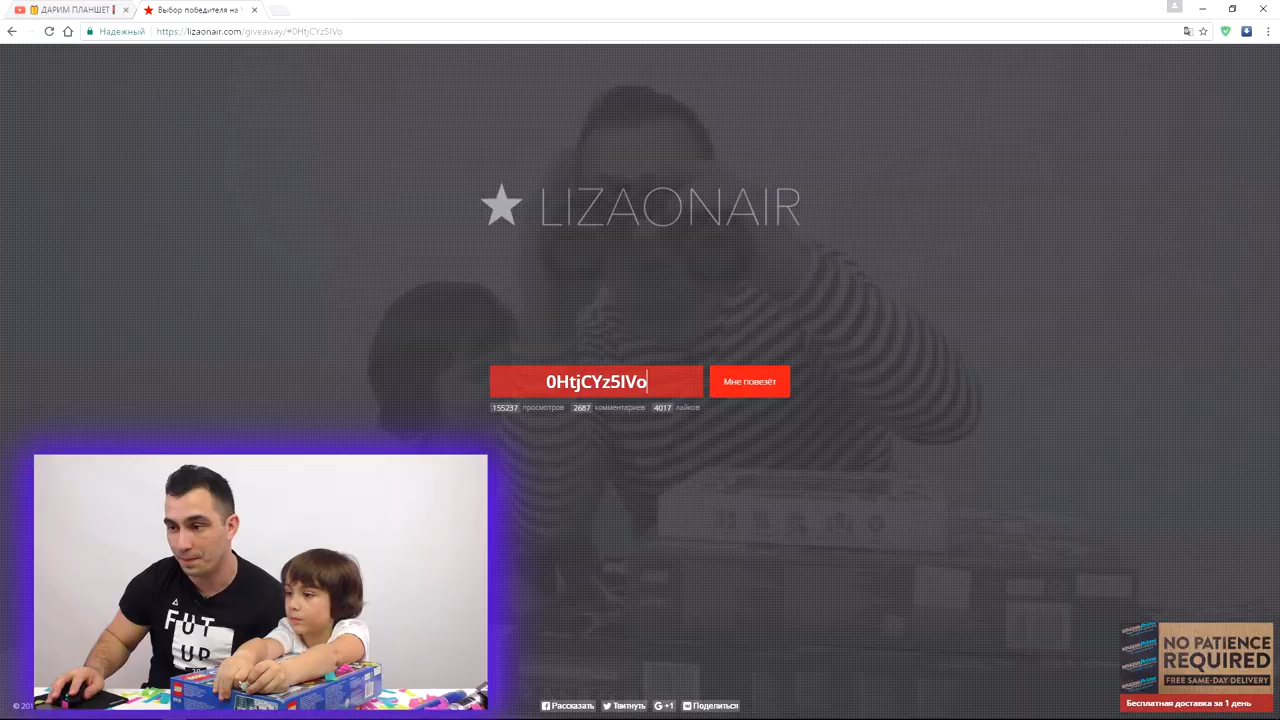 ДАРИМ ПЛАНШЕТ
Выбор победителя на
Надежный
https://lizaonair.com/giveaway/#0HtjCYz5IVo
LIZAONAIR
0HtjCYz5IVo
Мне повезёт
155237 просмотров 2687 комментариев 4017 лайков
FUT
UP
NO PATIENCE
REQUIRED
FREE SAME-DAY DELIVERY
Бесплатная доставка за 1 день
© 201
Рассказать Твитнуть +1 Поделиться